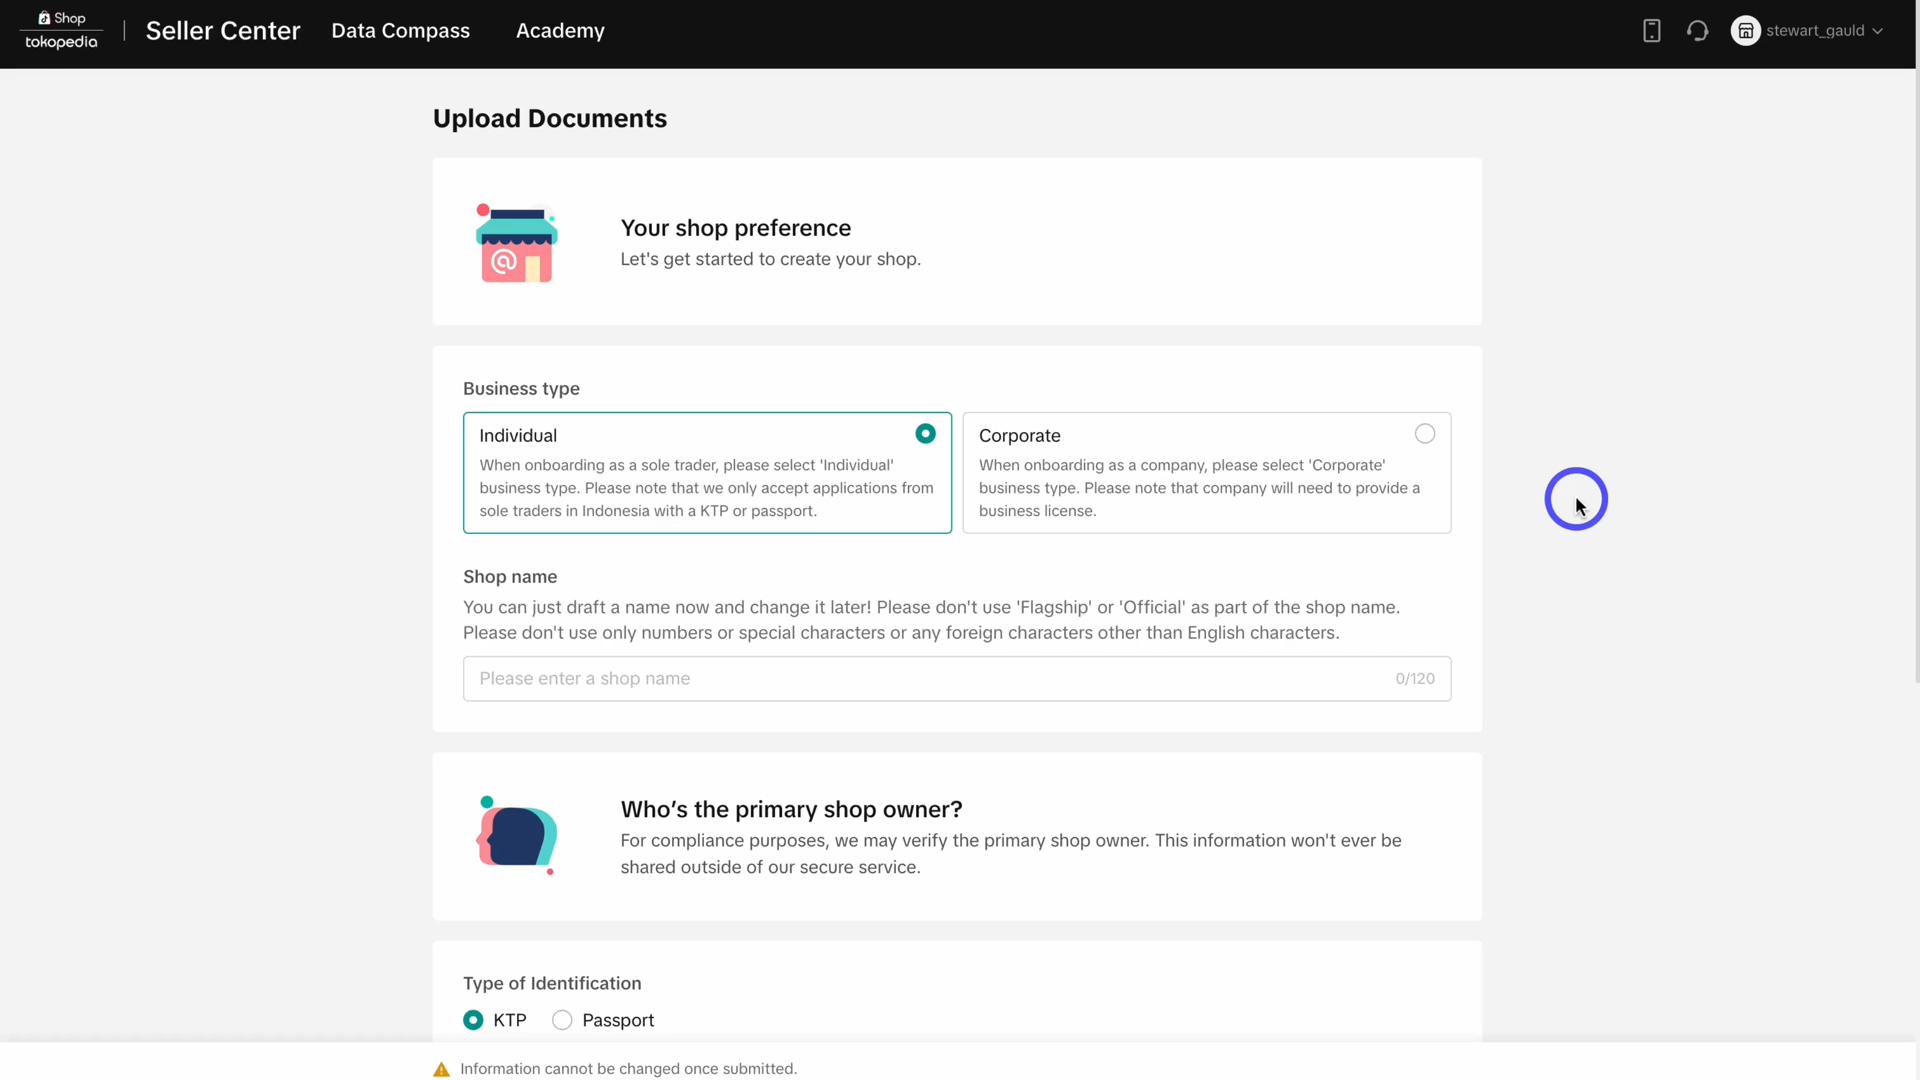 Shop
tokopedia
Seller Center
Data Compass
Academy
stewart_gauld
Upload Documents
Your shop preference
Let's get started to create your shop.
Business type
Individual
When onboarding as a sole trader, please select 'Individual'
business type. Please note that we only accept applications from
sole traders in Indonesia with a KTP or passport.
Corporate
When onboarding as a company, please select 'Corporate'
business type. Please note that company will need to provide a
business license.
Shop name
You can just draft a name now and change it later! Please don't use 'Flagship' or 'Official' as part of the shop name.
Please don't use only numbers or special characters or any foreign characters other than English characters.
Please enter a shop name
0/120
Who's the primary shop owner?
For compliance purposes, we may verify the primary shop owner. This information won't ever be
shared outside of our secure service.
Type of Identification
KTP
Passport
Information cannot be changed once submitted.